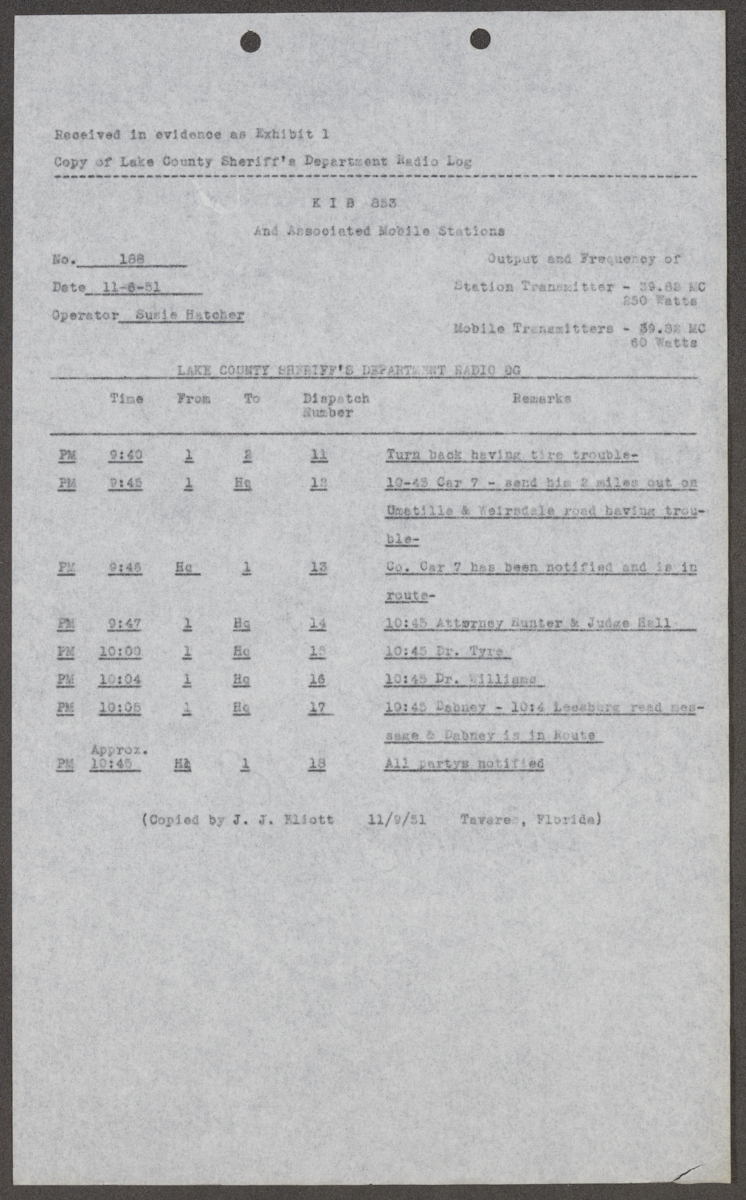 Received in evidence as Exhibit 1
Copy of Lake County Sheriff's Department Radio Log
K I B 853
And Associated Mobile Stations
No. 188 Output and Frequency of
Date 11-6-51 Station Transmitter - 39.82 MC
250 Watts
Operator Susie Hatcher
Mobile Transmitters - 39.82 MC
60 Watts
LAKE COUNTY SHERIFF'S DEPARTMENT RADIO OG
Time From To Dispatch Remarks
Number
PM 9:40 1 2 11 Turn back having tire trouble-
PM 9:45 1 Hq 12 10-45 Car 7 - send him 2 miles out on
Umatilla & Weirsdale road having trou-
ble-
PM 9:46 Hq 1 13 Co. Car 7 has been notified and is in
route-
PM 9:47 1 Hq 14 10:45 Attorney Hunter & Judge Hall
PM 10:00 1 Hq 15 10:45 Dr. Tyre
PM 10:04 1 Hq 16 10:45 Dr. Williams
PM 10:05 1 Hq 17 10:45 Dabney - 10:4 Leesburg read mes-
sage & Dabney is in Route
Approx.
PM 10:45 Hq 1 18 All partys notified
(Copied by J. J. Eliott 11/9/51 Tavares, Florida)